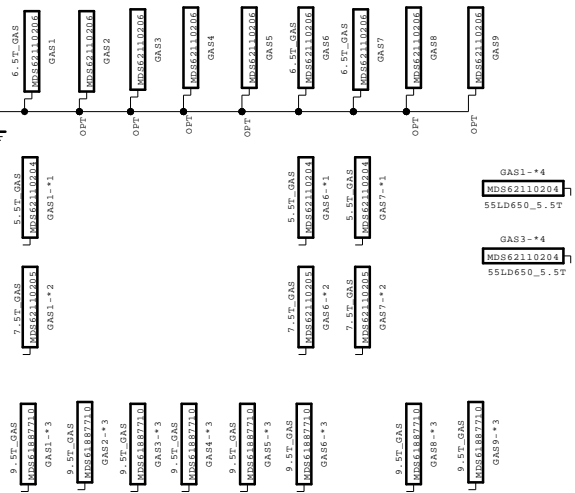 6.5T_GAS
MDS62110206
GAS1
MDS62110206
GAS2
MDS62110206
GAS3
MDS62110206
GAS4
MDS62110206
GAS5
6.5T_GAS
MDS62110206
GAS6
6.5T_GAS
MDS62110206
GAS7
MDS62110206
GAS8
MDS62110206
GAS9
OPT
OPT
OPT
OPT
OPT
5.5T_GAS
MDS62110204
GAS1-*1
5.5T_GAS
MDS62110204
GAS6-*1
5.5T_GAS
MDS62110204
GAS7-*1
GAS1-*4
MDS62110204
55LD650_5.5T
GAS3-*4
MDS62110204
55LD650_5.5T
7.5T_GAS
MDS62110205
GAS1-*2
7.5T_GAS
MDS62110205
GAS6-*2
7.5T_GAS
MDS62110205
GAS7-*2
9.5T_GAS
MDS61887710
GAS1-*3
9.5T_GAS
MDS61887710
GAS2-*3
9.5T_GAS
MDS61887710
GAS3-*3
9.5T_GAS
MDS61887710
GAS4-*3
9.5T_GAS
MDS61887710
GAS5-*3
9.5T_GAS
MDS61887710
GAS6-*3
9.5T_GAS
MDS61887710
GAS8-*3
9.5T_GAS
MDS61887710
GAS9-*3